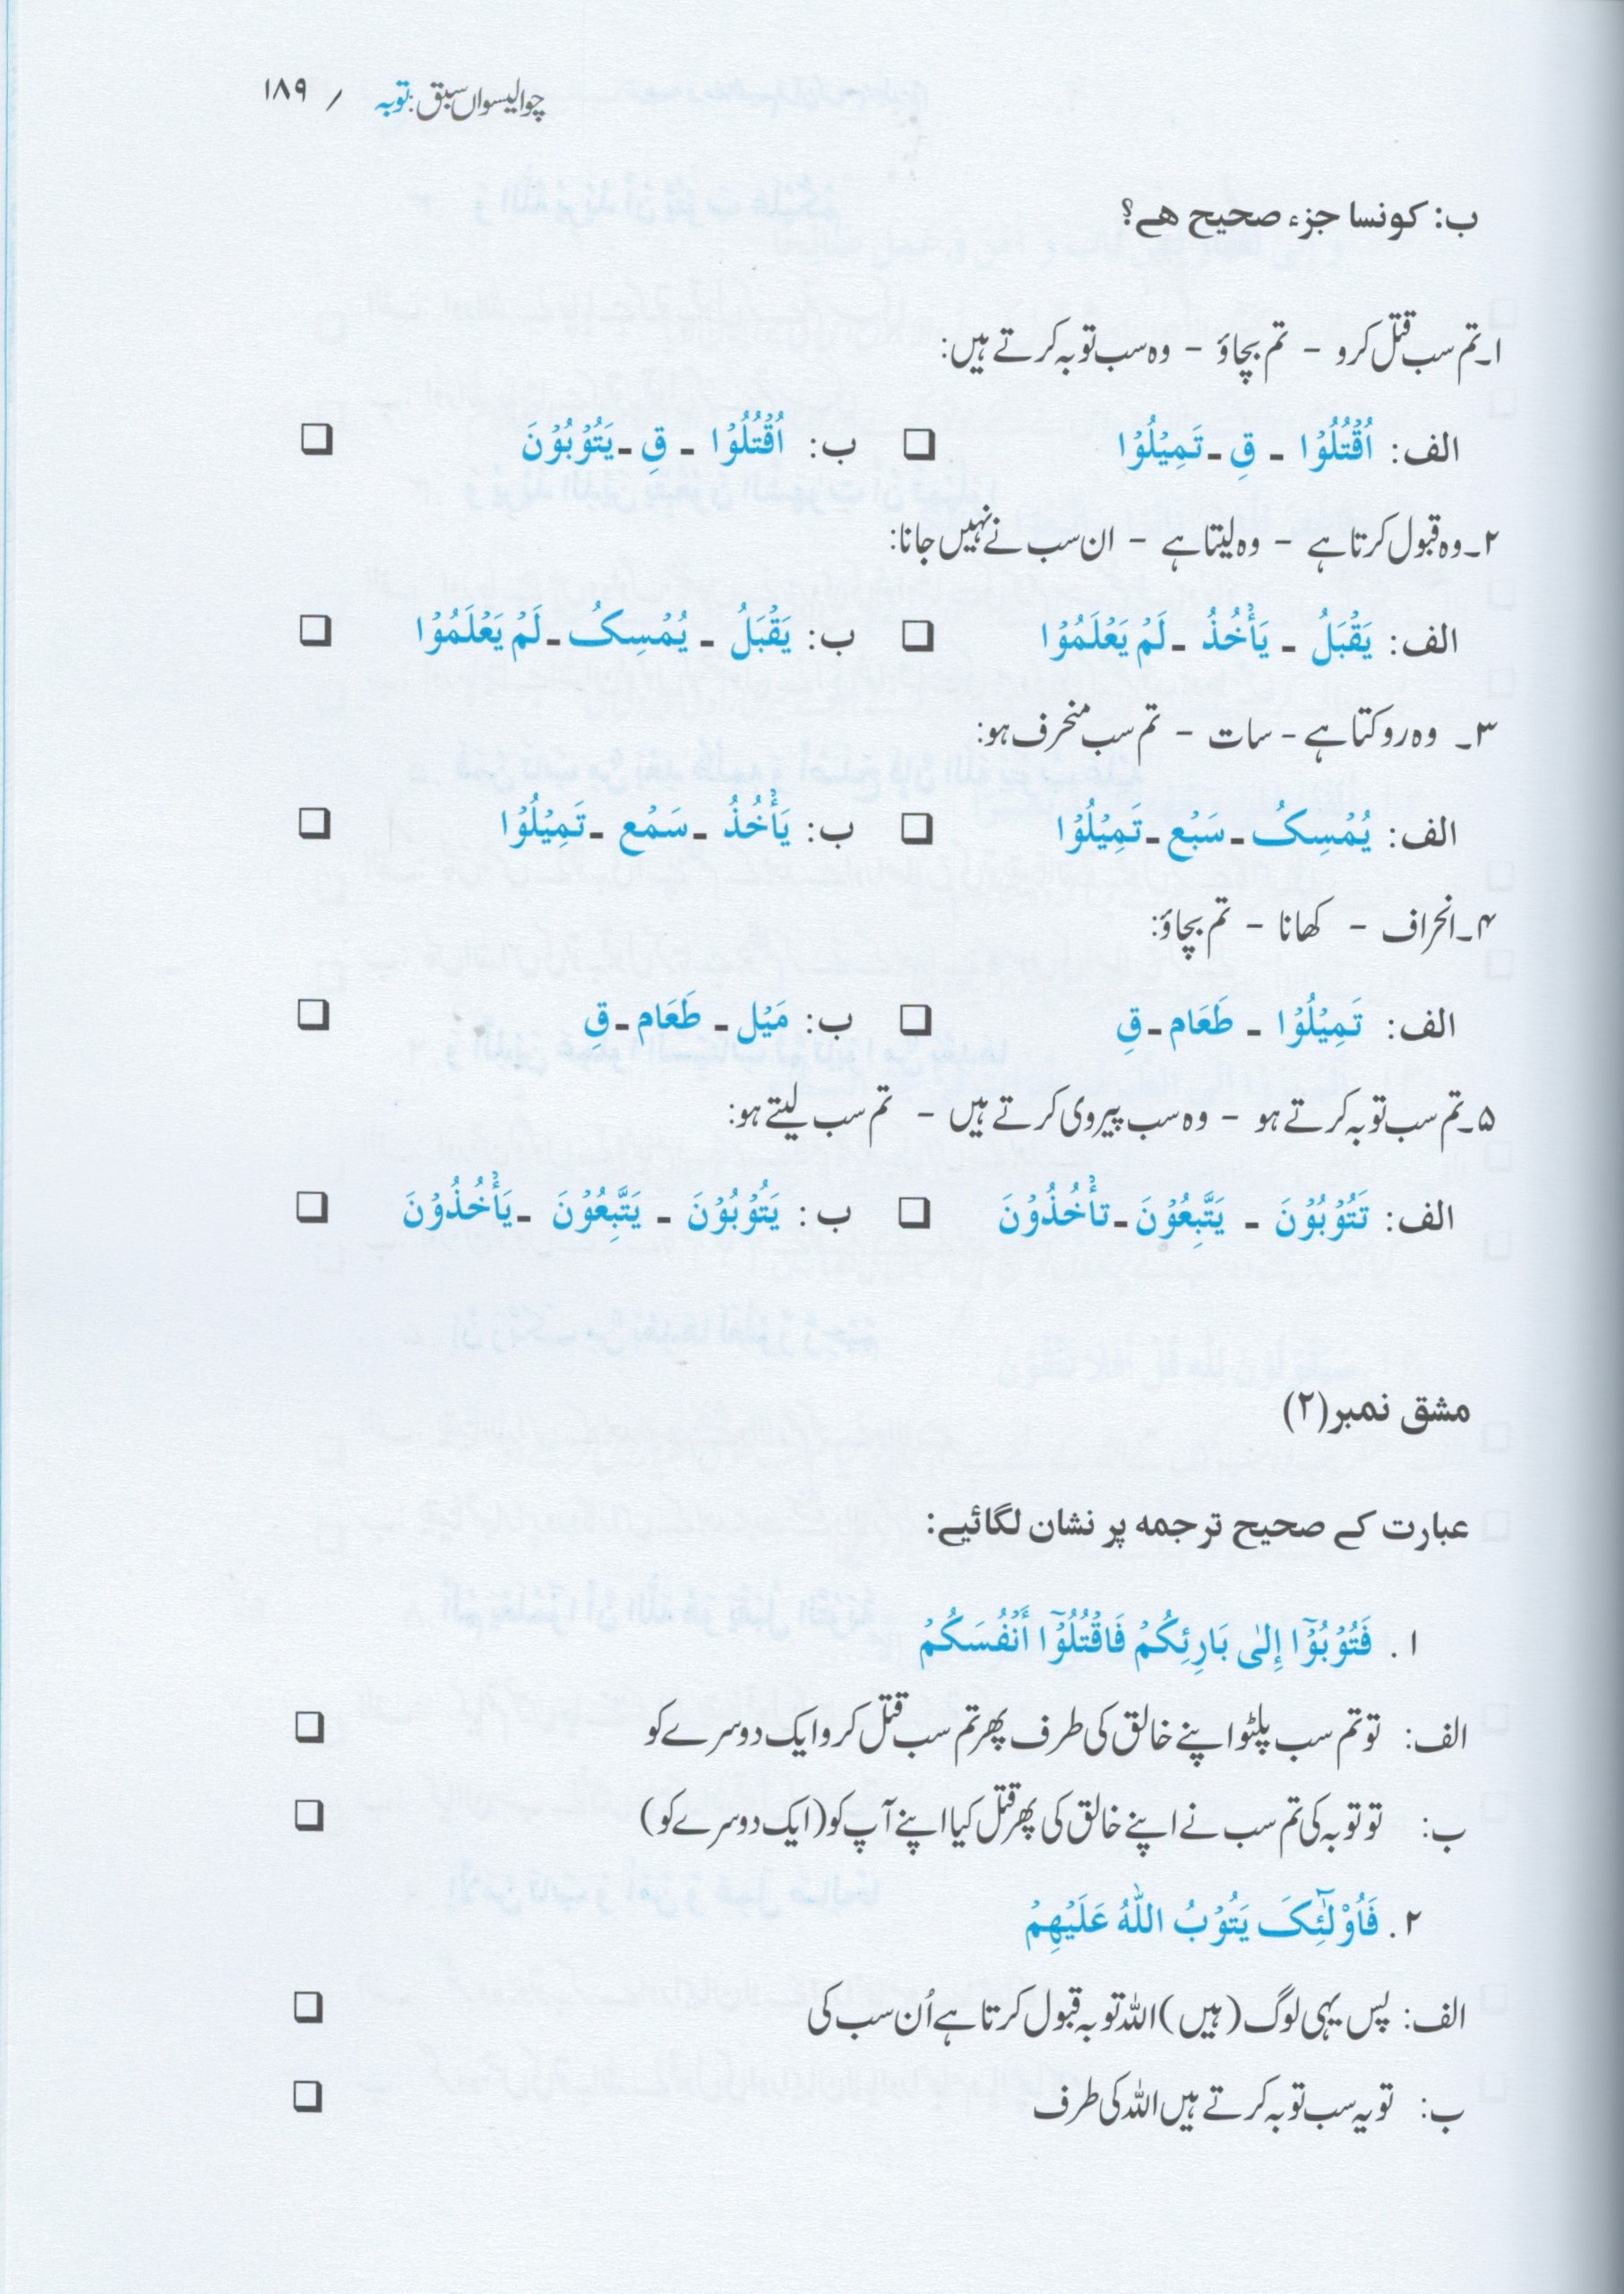 چوالیسواں سبق: توبہ / ۱۸۹
ب: کونسا جزء صحیح ھے؟
۱۔تم سب قتل کرو - تم بچاؤ - وہ سب توبہ کرتے ہیں:
الف: اُقْتُلُوْا - قِ - تَمِيْلُوْا ❏ ب: اُقْتُلُوْا - قِ - يَتُوْبُوْنَ ❏
۲۔وہ قبول کرتا ہے - وہ لیتا ہے - ان سب نے نہیں جانا:
الف: يَقْبَلُ - يَأْخُذُ - لَمْ يَعْلَمُوْا ❏ ب: يَقْبَلُ - يُمْسِكُ - لَمْ يَعْلَمُوْا ❏
۳۔ وہ روکتا ہے - سات - تم سب منحرف ہو:
الف: يُمْسِكُ - سَبْع - تَمِيْلُوْا ❏ ب: يَأْخُذُ - سَمْع - تَمِيْلُوْا ❏
۴۔انحراف - کھانا - تم بچاؤ:
الف: تَمِيْلُوْا - طَعَام - قِ ❏ ب: مَيْل - طَعَام - قِ ❏
۵۔تم سب توبہ کرتے ہو - وہ سب پیروی کرتے ہیں - تم سب لیتے ہو:
الف: تَتُوْبُوْنَ - يَتَّبِعُوْنَ - تأْخُذُوْنَ ❏ ب: يَتُوْبُوْنَ - يَتَّبِعُوْنَ - يَأْخُذُوْنَ ❏
مشق نمبر(۲)
عبارت کے صحیح ترجمہ پر نشان لگائیے:
۱. فَتُوْبُوْٓا إِلىٰ بَارِئِكُمْ فَاقْتُلُوْٓا أَنْفُسَكُمْ
الف: تو تم سب پلٹو اپنے خالق کی طرف پھر تم سب قتل کرو ایک دوسرے کو ❏
ب: تو توبہ کی تم سب نے اپنے خالق کی پھر قتل کیا اپنے آپ کو (ایک دوسرے کو) ❏
۲. فَاُوْلٰٓئِكَ يَتُوْبُ اللّٰهُ عَلَيْهِمْ
الف: پس یہی لوگ (ہیں) اللہ توبہ قبول کرتا ہے اُن سب کی ❏
ب: تو یہ سب توبہ کرتے ہیں اللہ کی طرف ❏